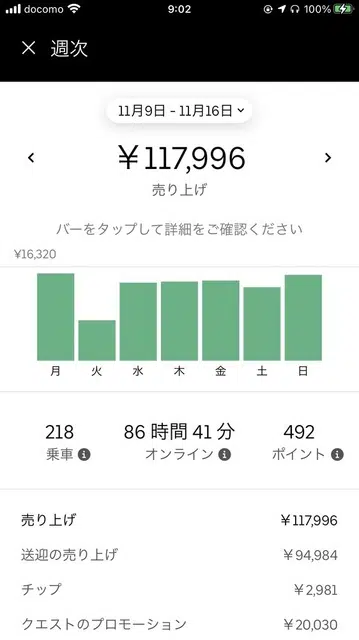 docomo 9:02 100%
週次
11月9日 - 11月16日
￥117,996
売り上げ
バーをタップして詳細をご確認ください
¥16,320
月 火 水 木 金 土 日
218 86 時間 41 分 492
乗車 オンライン ポイント
売り上げ ￥117,996
送迎の売り上げ ￥94,984
チップ ￥2,981
クエストのプロモーション ￥20,030